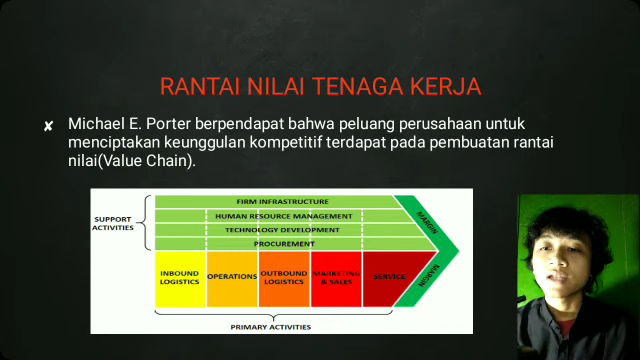 RANTAI NILAI TENAGA KERJA
✘ Michael E. Porter berpendapat bahwa peluang perusahaan untuk
menciptakan keunggulan kompetitif terdapat pada pembuatan rantai
nilai(Value Chain).
SUPPORT
ACTIVITIES
FIRM INFRASTRUCTURE
HUMAN RESOURCE MANAGEMENT
TECHNOLOGY DEVELOPMENT
PROCUREMENT
MARGIN
INBOUND
LOGISTICS
OPERATIONS
OUTBOUND
LOGISTICS
MARKETING
& SALES
SERVICE
MARGIN
PRIMARY ACTIVITIES